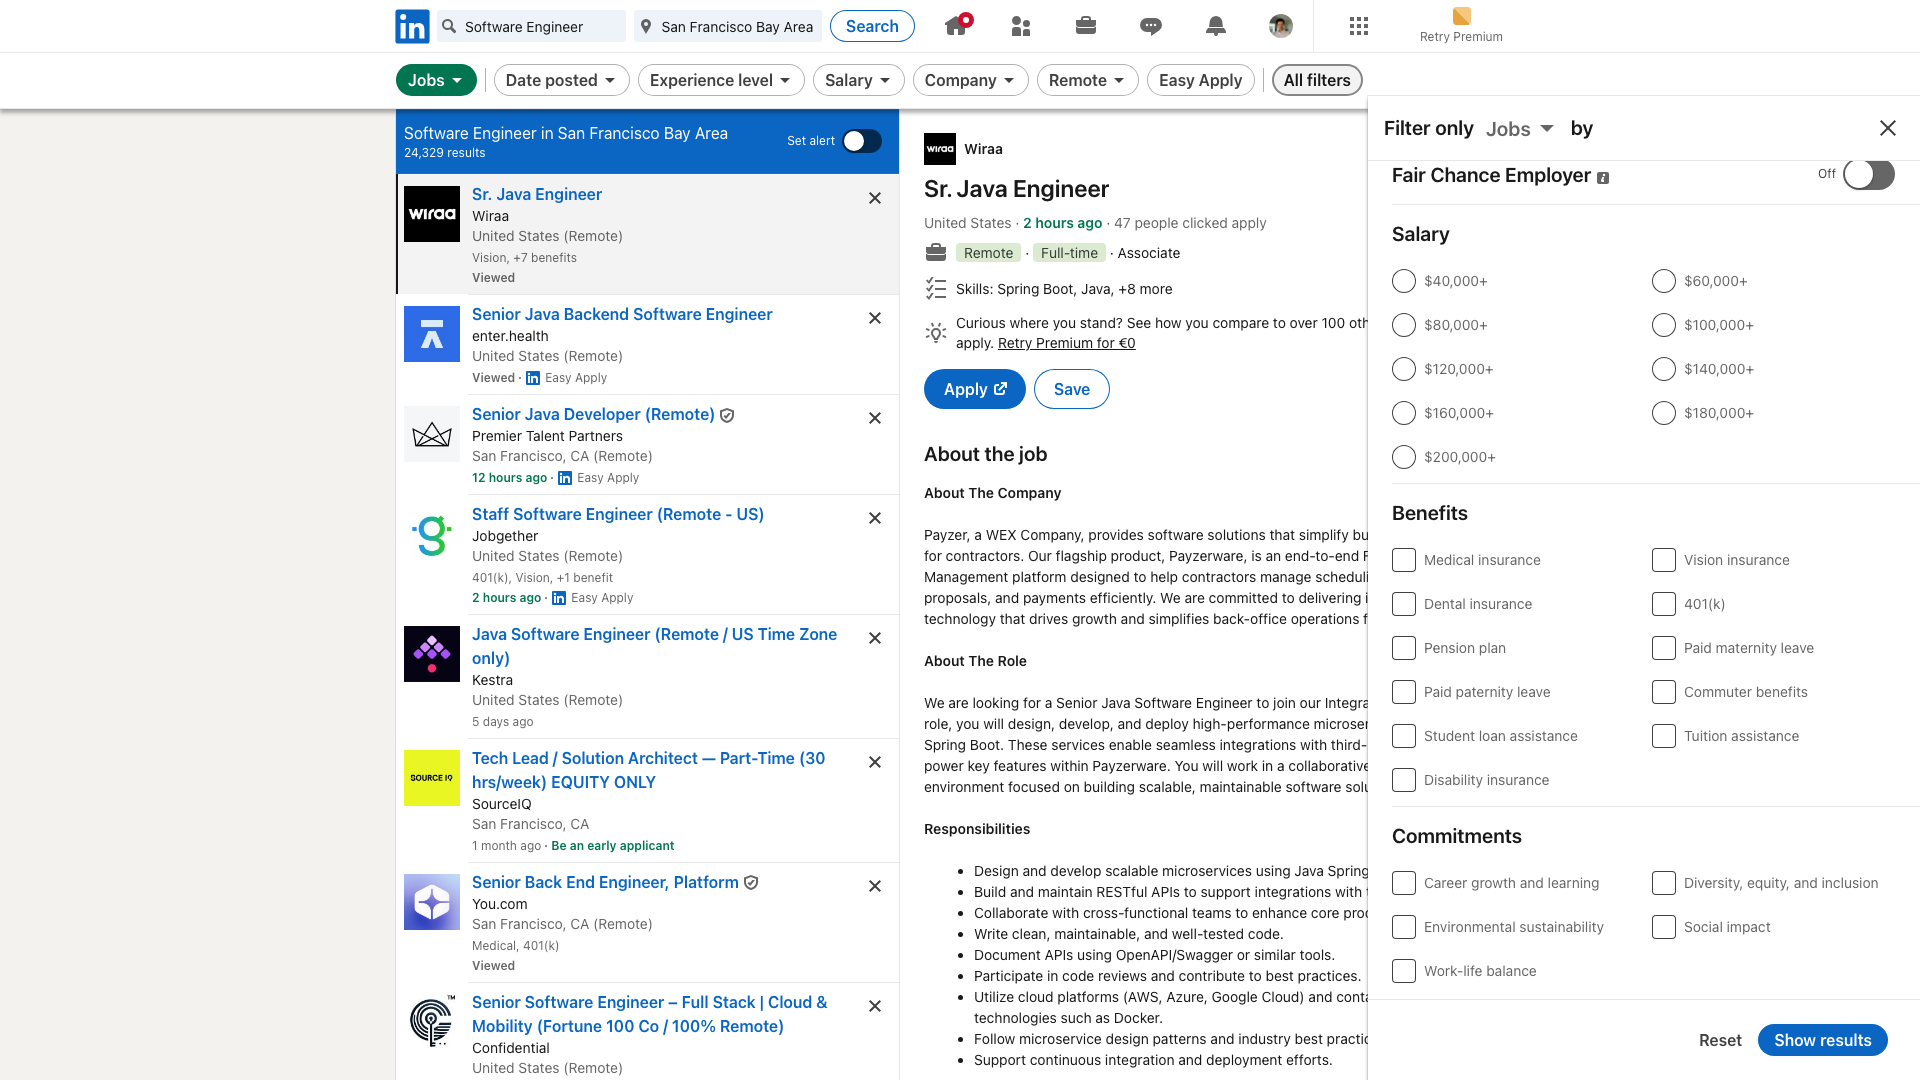 in
Software Engineer
San Francisco Bay Area
Search
Retry Premium
Jobs
Date posted
Experience level
Salary
Company
Remote
Easy Apply
All filters
Software Engineer in San Francisco Bay Area
24,329 results
Set alert
wiraa
Sr. Java Engineer
Wiraa
United States (Remote)
Vision, +7 benefits
Viewed
Senior Java Backend Software Engineer
enter.health
United States (Remote)
Viewed · in Easy Apply
Senior Java Developer (Remote)
Premier Talent Partners
San Francisco, CA (Remote)
12 hours ago · in Easy Apply
Staff Software Engineer (Remote - US)
Jobgether
United States (Remote)
401(k), Vision, +1 benefit
2 hours ago · in Easy Apply
Java Software Engineer (Remote / US Time Zone
only)
Kestra
United States (Remote)
5 days ago
SOURCE IQ
Tech Lead / Solution Architect — Part-Time (30
hrs/week) EQUITY ONLY
SourceIQ
San Francisco, CA
1 month ago · Be an early applicant
Senior Back End Engineer, Platform
You.com
San Francisco, CA (Remote)
Medical, 401(k)
Viewed
TM
Senior Software Engineer – Full Stack | Cloud &
Mobility (Fortune 100 Co / 100% Remote)
Confidential
United States (Remote)
wiraa
Wiraa
Sr. Java Engineer
United States · 2 hours ago · 47 people clicked apply
Remote · Full-time · Associate
Skills: Spring Boot, Java, +8 more
Curious where you stand? See how you compare to over 100 oth
apply. Retry Premium for €0
Apply
Save
About the job
About The Company
Payzer, a WEX Company, provides software solutions that simplify bu
for contractors. Our flagship product, Payzerware, is an end-to-end F
Management platform designed to help contractors manage scheduli
proposals, and payments efficiently. We are committed to delivering i
technology that drives growth and simplifies back-office operations f
About The Role
We are looking for a Senior Java Software Engineer to join our Integra
role, you will design, develop, and deploy high-performance microser
Spring Boot. These services enable seamless integrations with third-
power key features within Payzerware. You will work in a collaborative
environment focused on building scalable, maintainable software solu
Responsibilities
• Design and develop scalable microservices using Java Spring
• Build and maintain RESTful APIs to support integrations with t
• Collaborate with cross-functional teams to enhance core prod
• Write clean, maintainable, and well-tested code.
• Document APIs using OpenAPI/Swagger or similar tools.
• Participate in code reviews and contribute to best practices.
• Utilize cloud platforms (AWS, Azure, Google Cloud) and conta
technologies such as Docker.
• Follow microservice design patterns and industry best practic
• Support continuous integration and deployment efforts.
Filter only Jobs by
Fair Chance Employer
Off
Salary
$40,000+
$60,000+
$80,000+
$100,000+
$120,000+
$140,000+
$160,000+
$180,000+
$200,000+
Benefits
Medical insurance
Vision insurance
Dental insurance
401(k)
Pension plan
Paid maternity leave
Paid paternity leave
Commuter benefits
Student loan assistance
Tuition assistance
Disability insurance
Commitments
Career growth and learning
Diversity, equity, and inclusion
Environmental sustainability
Social impact
Work-life balance
Reset
Show results